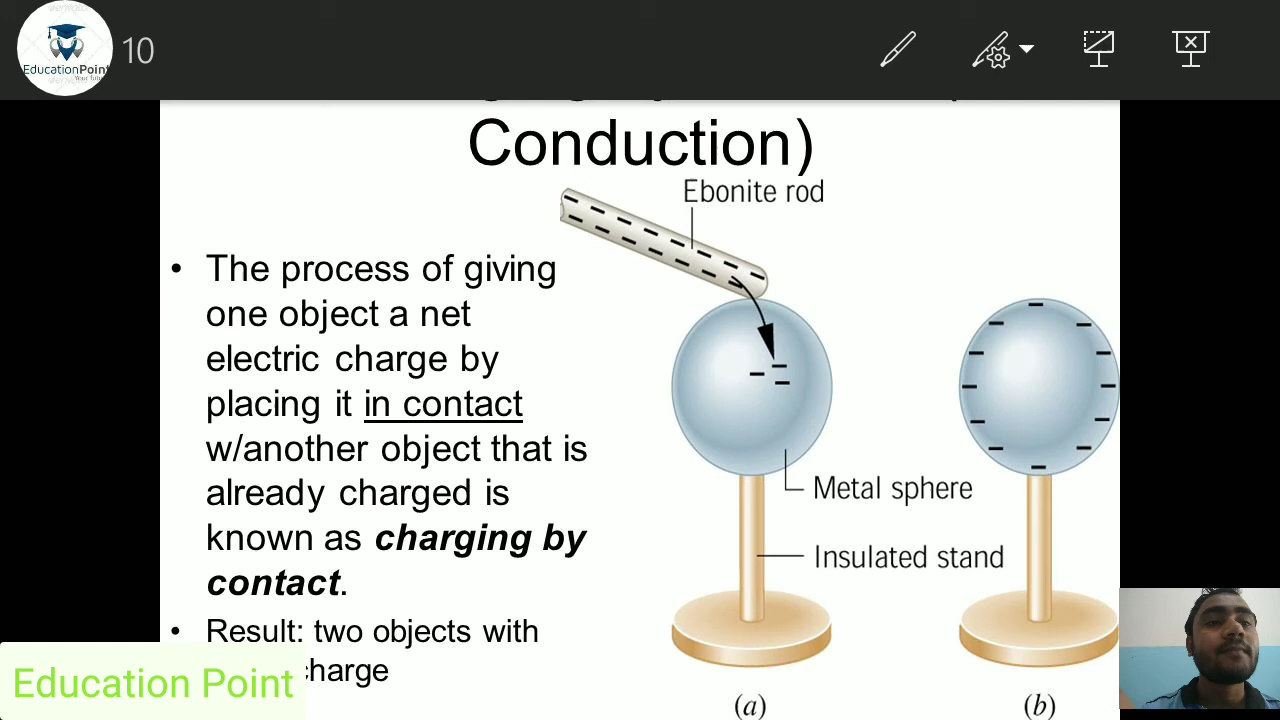 EducationPoint
10
Conduction)
Ebonite rod
• The process of giving
one object a net
electric charge by
placing it in contact
w/another object that is
already charged is
known as charging by
contact.
• Result: two objects with
charge
Metal sphere
Insulated stand
(a)
(b)
Education Point